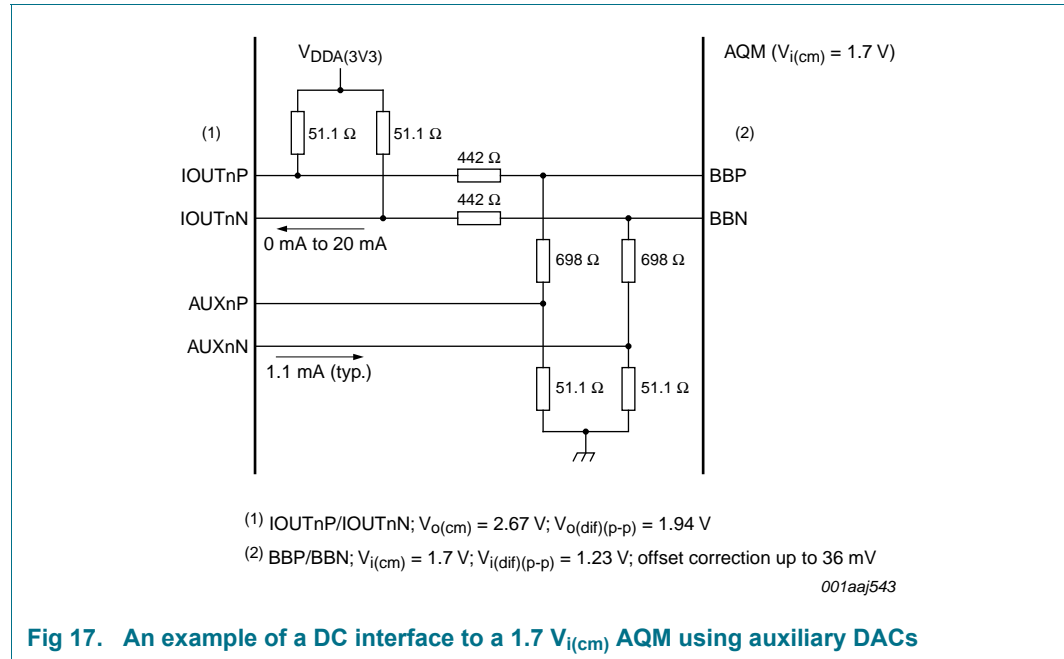 VDDA(3V3)
AQM (Vi(cm) = 1.7 V)
(1)
51.1 Ω
51.1 Ω
(2)
442 Ω
IOUTnP
BBP
442 Ω
IOUTnN
BBN
0 mA to 20 mA
698 Ω
698 Ω
AUXnP
AUXnN
1.1 mA (typ.)
51.1 Ω
51.1 Ω
(1) IOUTnP/IOUTnN; Vo(cm) = 2.67 V; Vo(dif)(p-p) = 1.94 V
(2) BBP/BBN; Vi(cm) = 1.7 V; Vi(dif)(p-p) = 1.23 V; offset correction up to 36 mV
001aaj543
Fig 17. An example of a DC interface to a 1.7 Vi(cm) AQM using auxiliary DACs